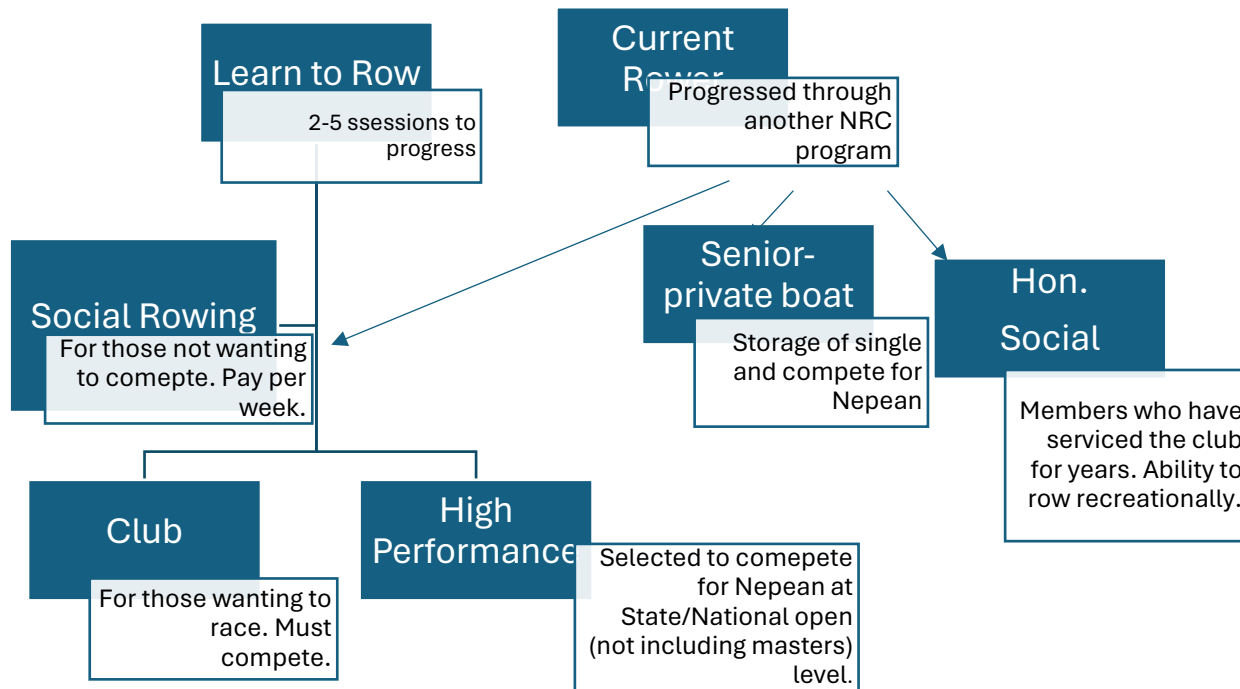 Learn to Row
2-5 ssessions to
progress
Current
Rower
Progressed through
another NRC
program
Social Rowing
For those not wanting
to comepte. Pay per
week.
Senior-
private boat
Storage of single
and compete for
Nepean
Hon.
Social
Members who have
serviced the club
for years. Ability to
row recreationally.
Club
For those wanting to
race. Must
compete.
High
Performance
Selected to comepete
for Nepean at
State/National open
(not including masters)
level.